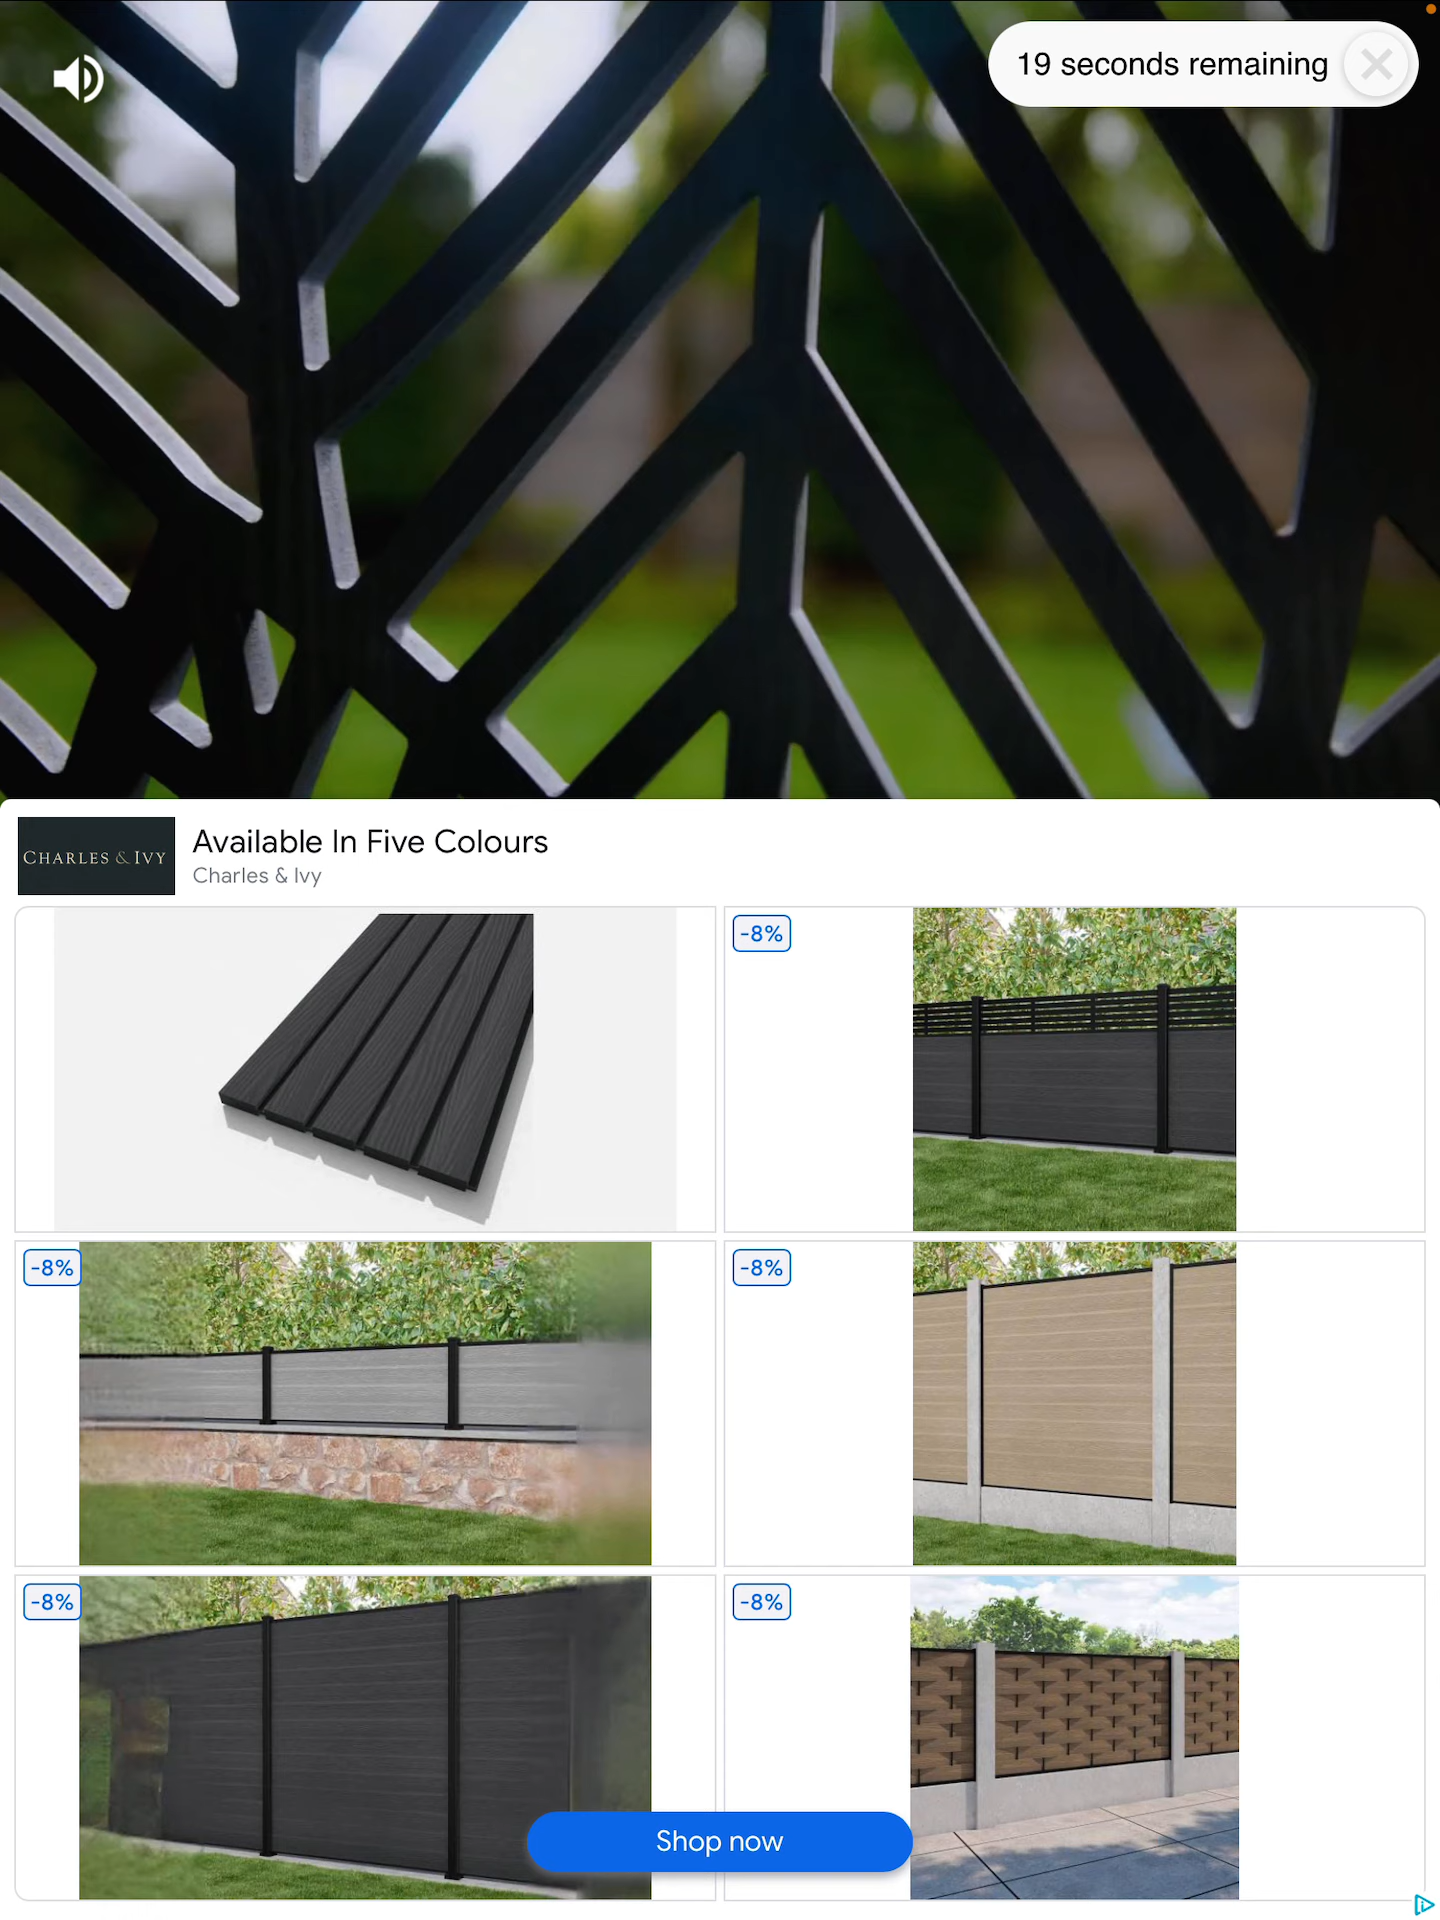 19 seconds remaining
CHARLES & IVY
Available In Five Colours
Charles & Ivy
-8%
-8%
-8%
-8%
-8%
Shop now